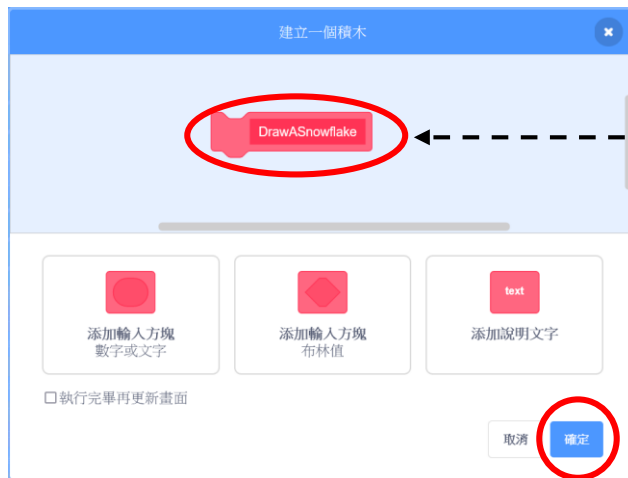 建立一個積木
DrawASnowflake
text
添加輸入方塊
數字或文字
添加輸入方塊
布林值
添加說明文字
執行完畢再更新畫面
取消
確定